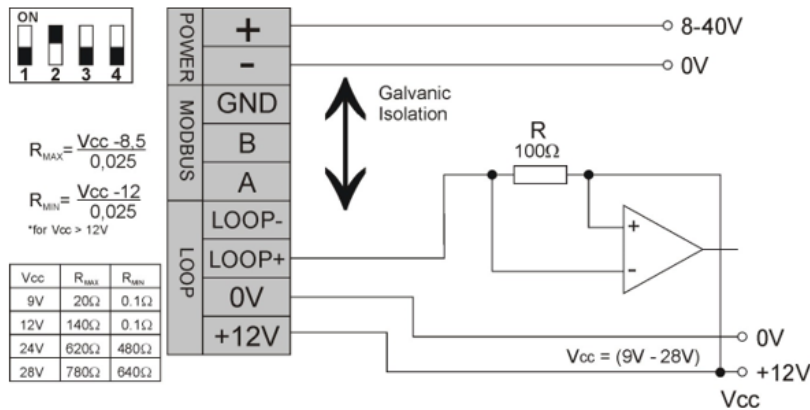 ON
1 2 3 4
RMAX= Vcc -8,5
0,025
RMIN= Vcc -12
0,025
*for Vcc > 12V
Vcc RMAX RMIN
9V 20Ω 0.1Ω
12V 140Ω 0.1Ω
24V 620Ω 480Ω
28V 780Ω 640Ω
POWER
+
-
MODBUS
GND
B
A
LOOP
LOOP-
LOOP+
0V
+12V
8-40V
0V
Galvanic
Isolation
R
100Ω
+
-
0V
Vcc = (9V - 28V)
+12V
Vcc